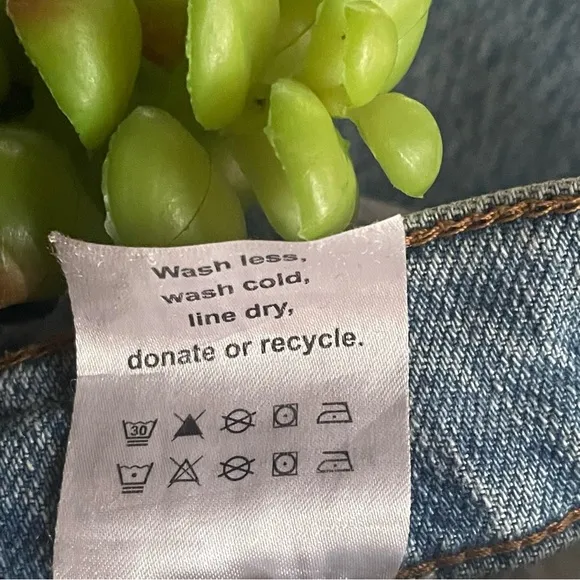 Wash less,
wash cold,
line dry,
donate or recycle.
30